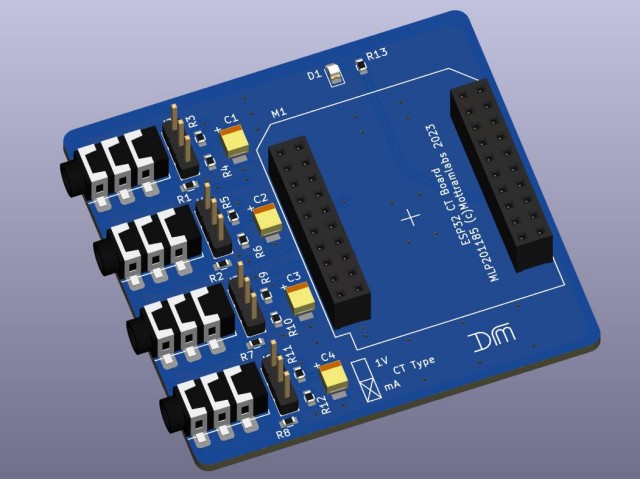 D1
R13
M1
R3
C1
R4
R1
R5
C2
R6
R2
R9
C3
R10
R7
R11
C4
R12
R8
1V
mA
CT Type
ESP32 CT Board
MLP201185 (c)Mottramlabs 2023
DM